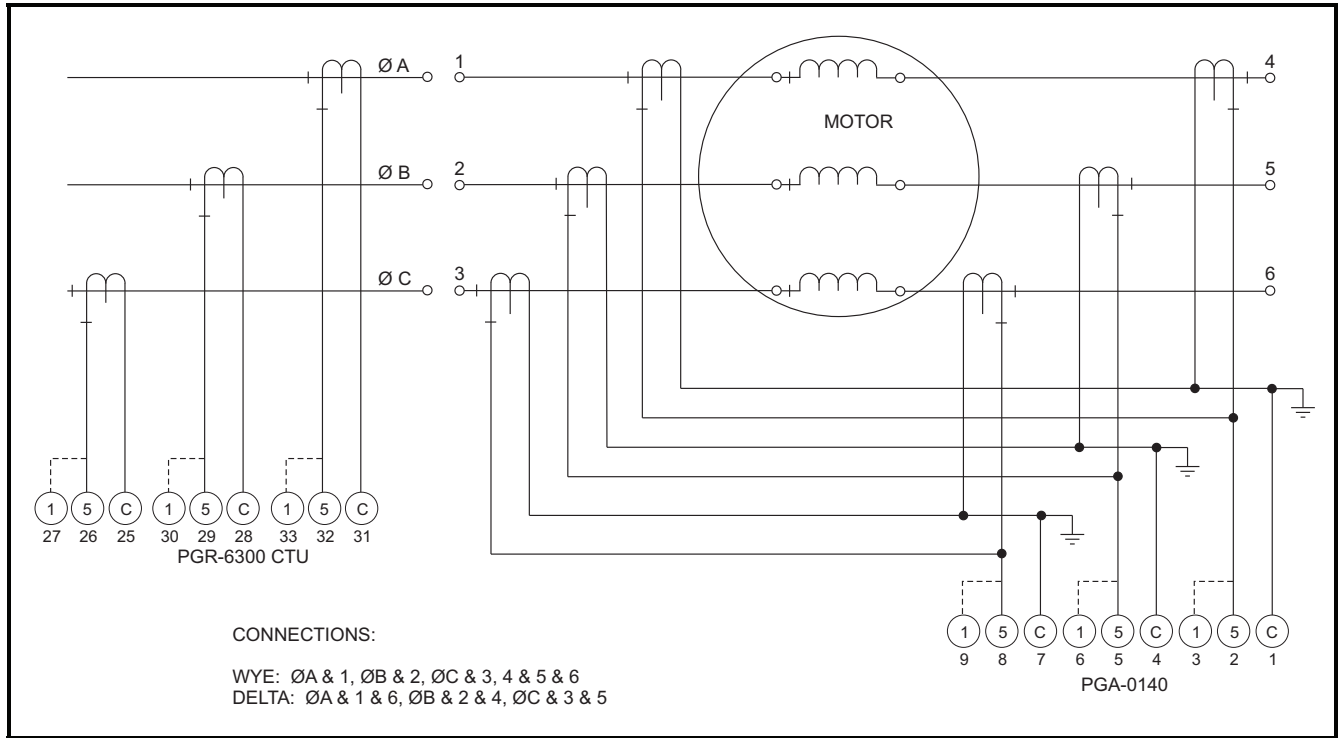 Ø A
1
4
MOTOR
Ø B
2
5
Ø C
3
6
1 5 C 1 5 C 1 5 C
27 26 25 30 29 28 33 32 31
PGR-6300 CTU
1 5 C 1 5 C 1 5 C
9 8 7 6 5 4 3 2 1
PGA-0140
CONNECTIONS:
WYE: ØA & 1, ØB & 2, ØC & 3, 4 & 5 & 6
DELTA: ØA & 1 & 6, ØB & 2 & 4, ØC & 3 & 5